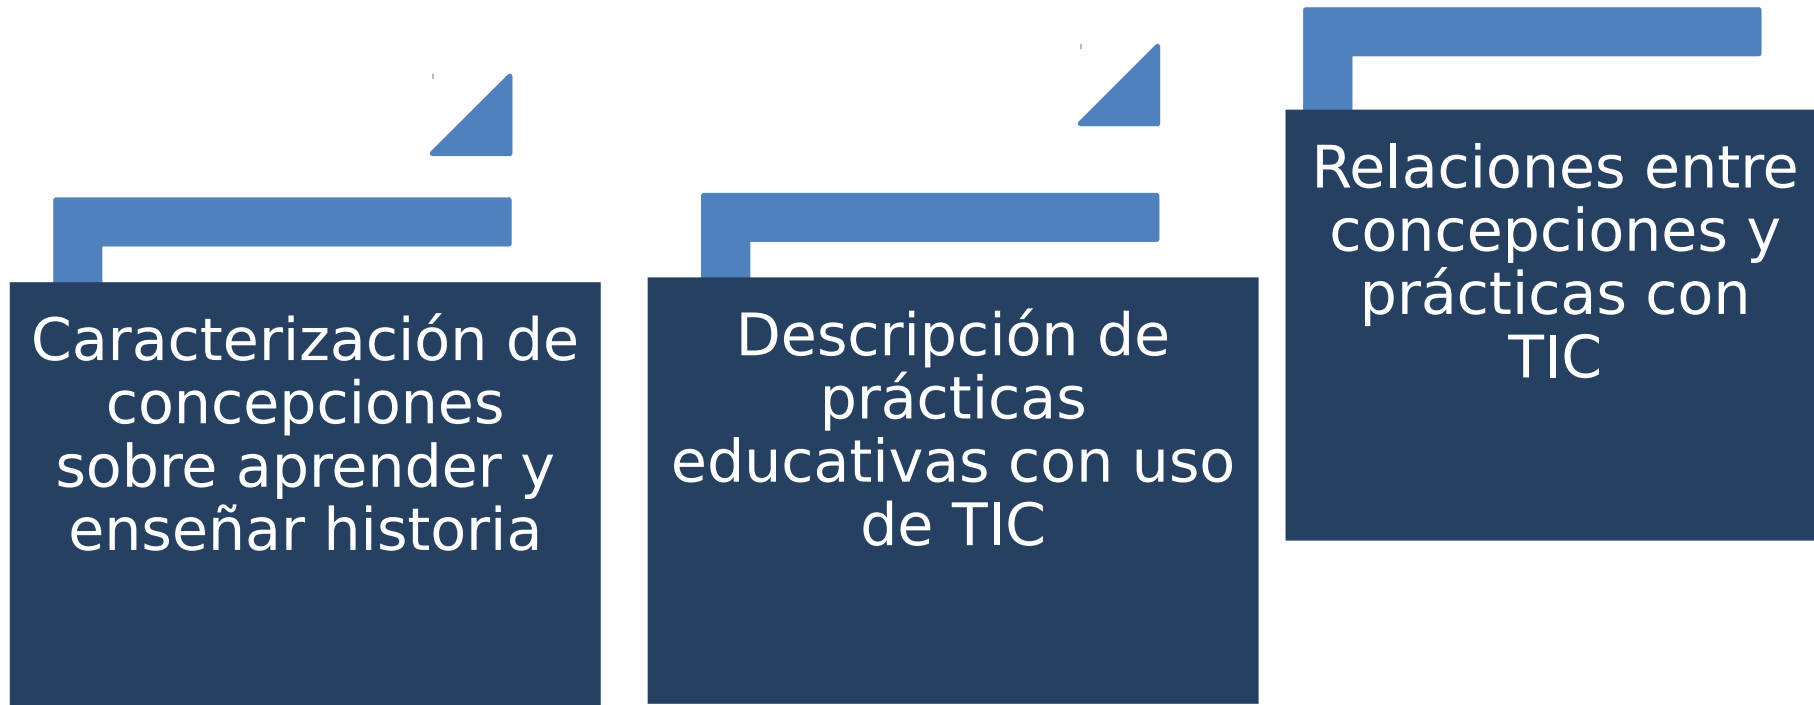 Caracterización de
concepciones
sobre aprender y
enseñar historia
Descripción de
prácticas
educativas con uso
de TIC
Relaciones entre
concepciones y
prácticas con
TIC